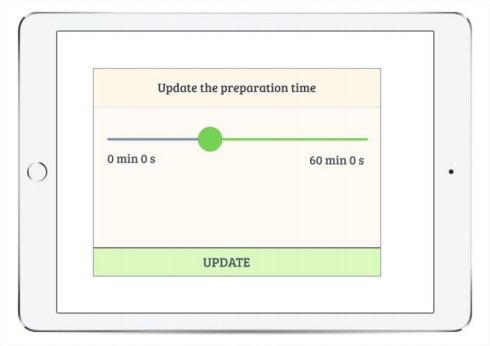 Update the preparation time
0 min 0 s
60 min 0 s
UPDATE